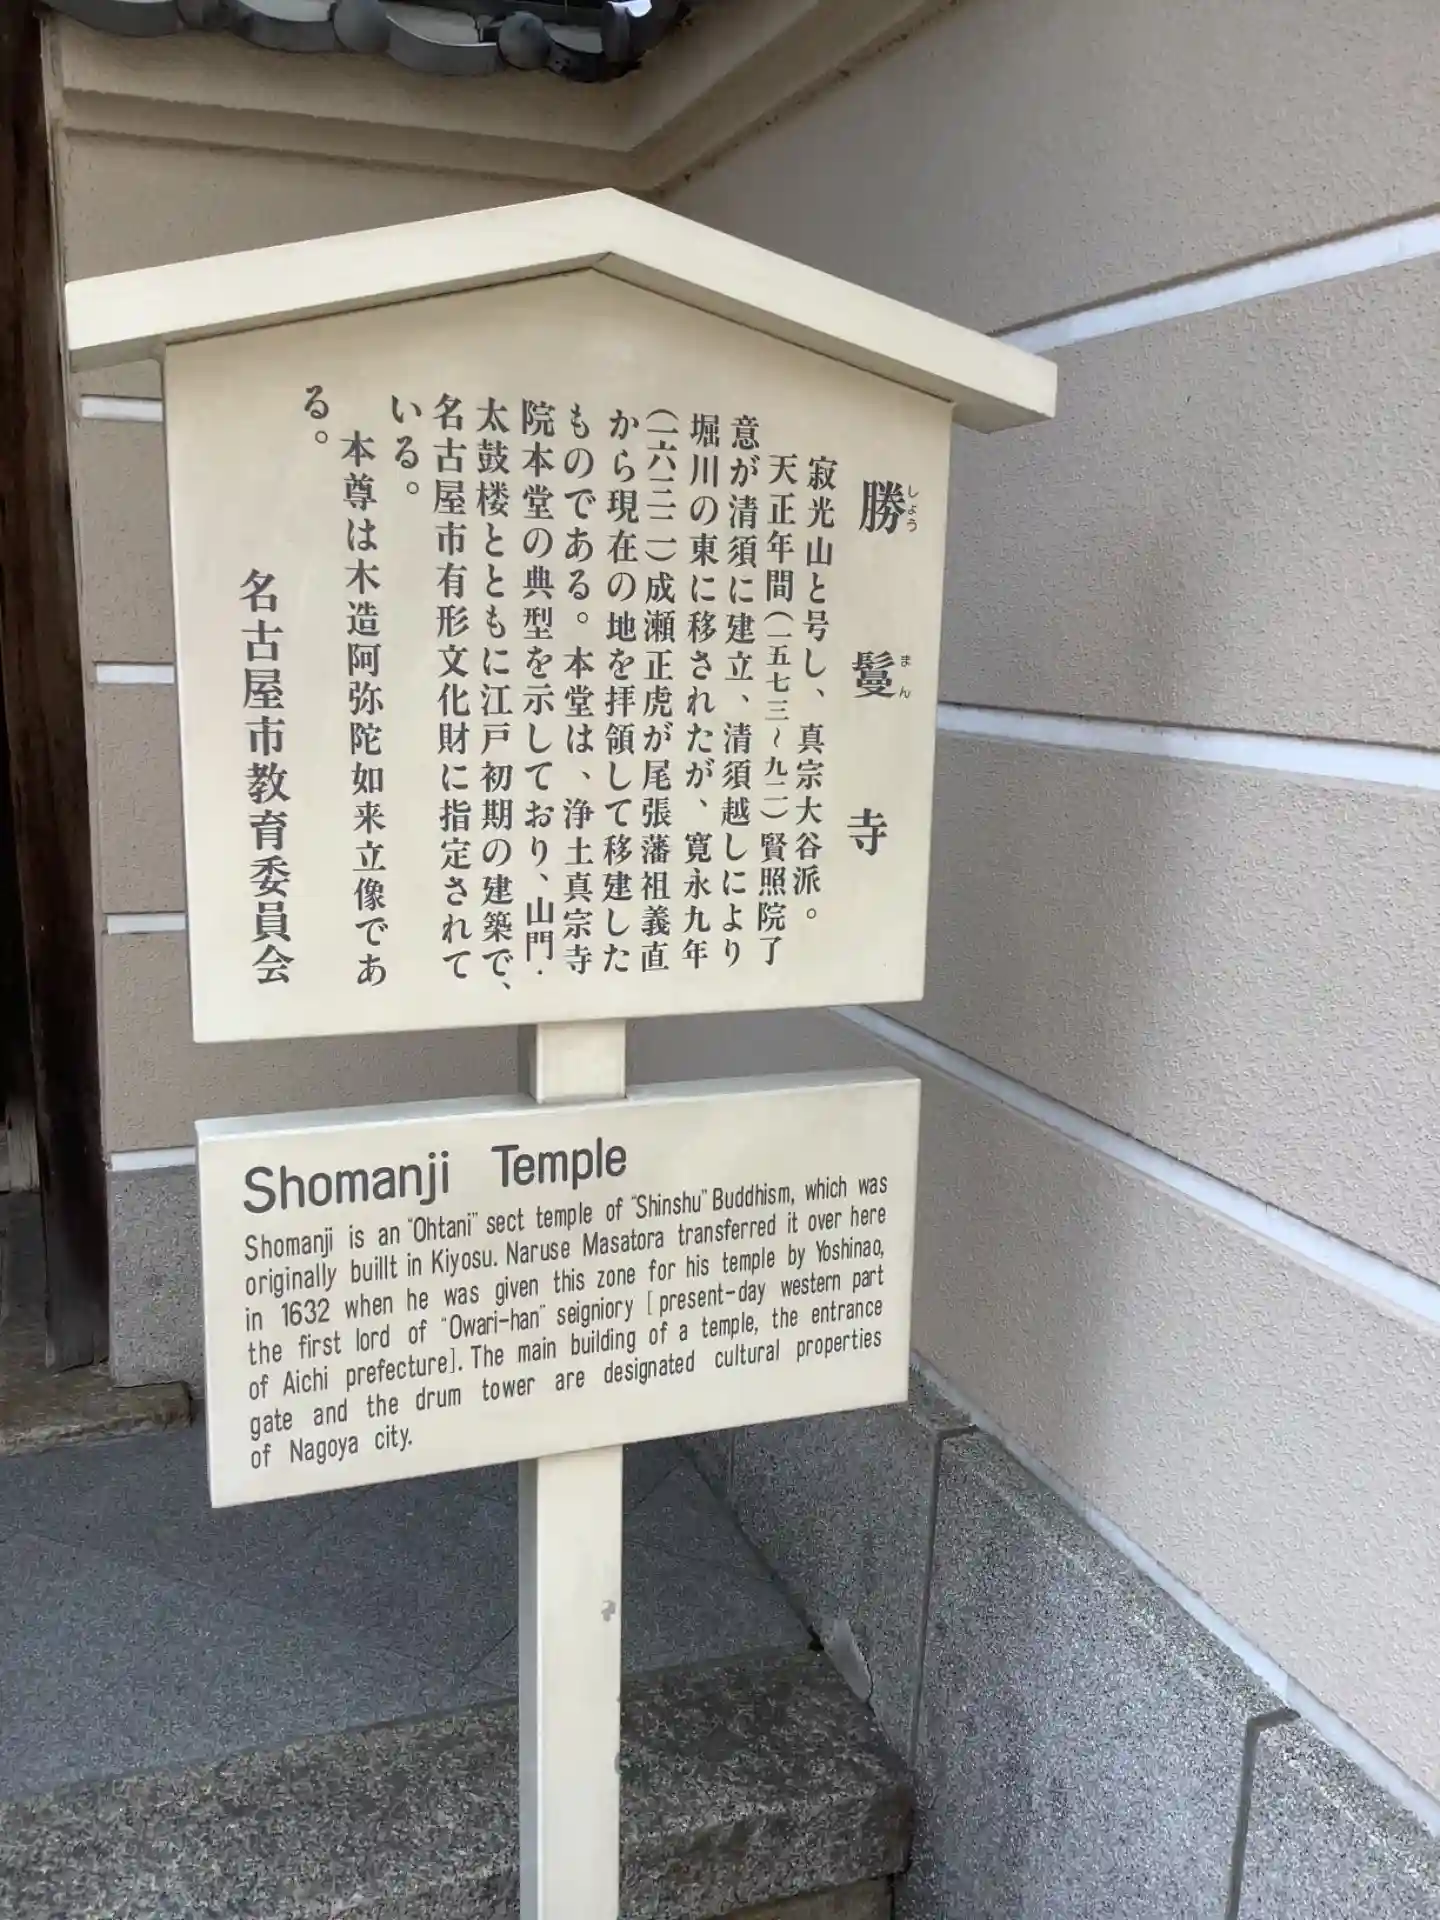 勝鬘寺
しょうまん
寂光山と号し、真宗大谷派。
天正年間(一五七三~九二)賢照院了
意が清須に建立、清須越しにより
堀川の東に移されたが、寛永九年
(一六三二)成瀬正虎が尾張藩祖義直
から現在の地を拝領して移建した
ものである。本堂は、浄土真宗寺
院本堂の典型を示しており、山門・
太鼓楼とともに江戸初期の建築で、
名古屋市有形文化財に指定されて
いる。
本尊は木造阿弥陀如来立像であ
る。
名古屋市教育委員会
Shomanji Temple
Shomanji is an "Ohtani" sect temple of "Shinshu" Buddhism, which was
originally buillt in Kiyosu. Naruse Masatora transferred it over here
in 1632 when he was given this zone for his temple by Yoshinao,
the first lord of "Owari-han" seigniory [present-day western part
of Aichi prefecture]. The main building of a temple, the entrance
gate and the drum tower are designated cultural properties
of Nagoya city.